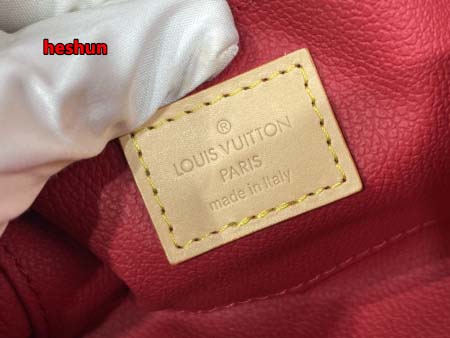 heshun
®
LOUIS VUITTON
PARIS
made in Italy